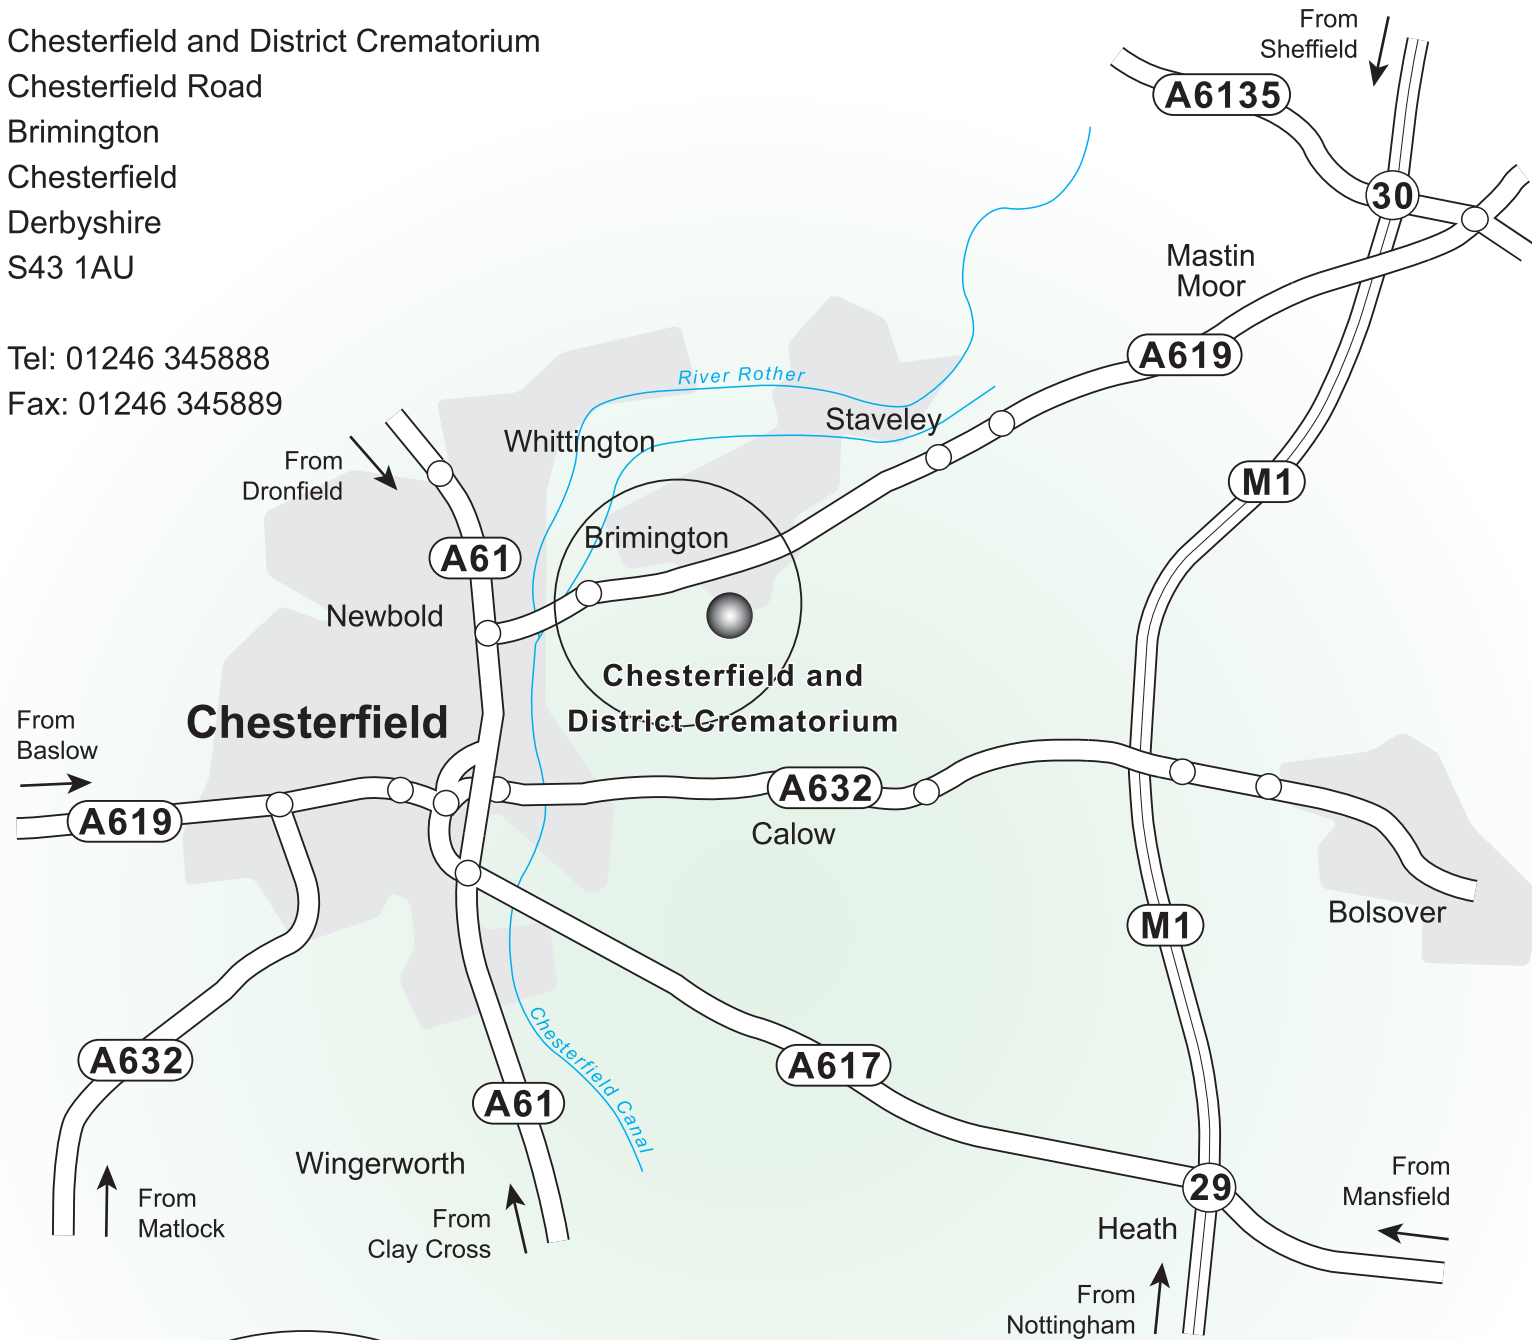 Chesterfield and District Crematorium
Chesterfield Road
Brimington
Chesterfield
Derbyshire
S43 1AU
Tel: 01246 345888
Fax: 01246 345889
From
Sheffield
A6135
30
Mastin
Moor
A619
River Rother
Staveley
Whittington
From
Dronfield
M1
A61
Brimington
Newbold
Chesterfield and
District Crematorium
Chesterfield
From
Baslow
A619
A632
Calow
Bolsover
M1
Chesterfield Canal
A632
A617
A61
Wingerworth
From
Matlock
From
Clay Cross
29
From
Mansfield
Heath
From
Nottingham